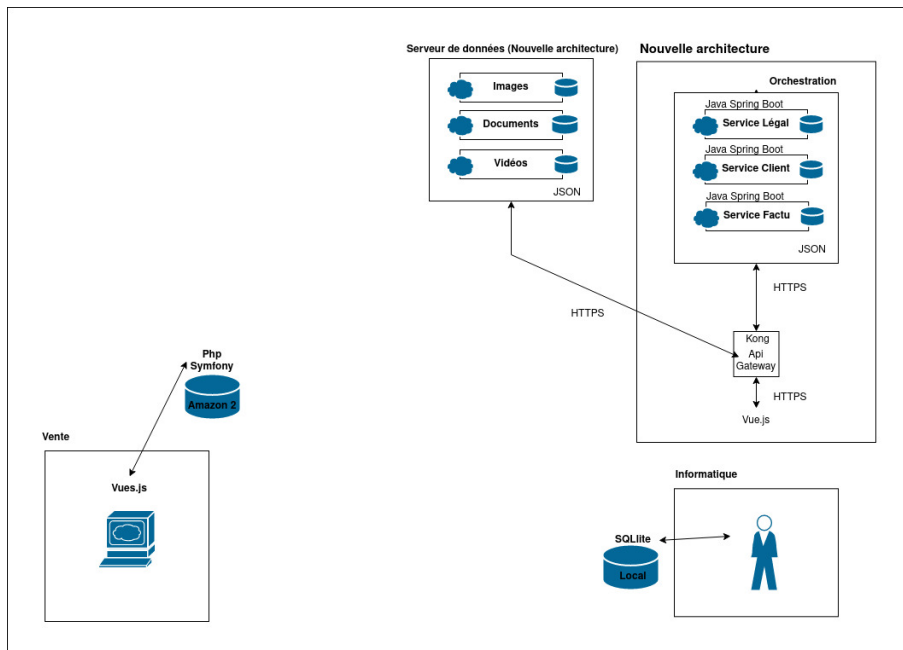 Serveur de données (Nouvelle architecture)
Images
Documents
Vidéos
JSON
Nouvelle architecture
Orchestration
Java Spring Boot
Service Légal
Java Spring Boot
Service Client
Java Spring Boot
Service Factu
JSON
HTTPS
HTTPS
Kong
Api
Gateway
HTTPS
Vue.js
Php
Symfony
Amazon 2
Vente
Vues.js
Informatique
SQLlite
Local